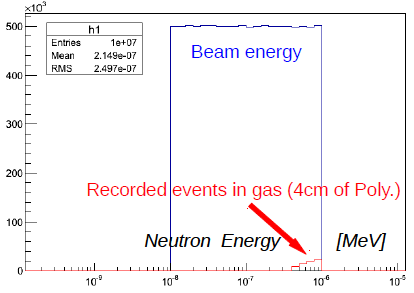 ×10³
500
400
300
200
100
0
h1
Entries 1e+07
Mean 2.149e-07
RMS 2.497e-07
Beam energy
Recorded events in gas (4cm of Poly.)
Neutron Energy [MeV]
10⁻⁹ 10⁻⁸ 10⁻⁷ 10⁻⁶ 10⁻⁵